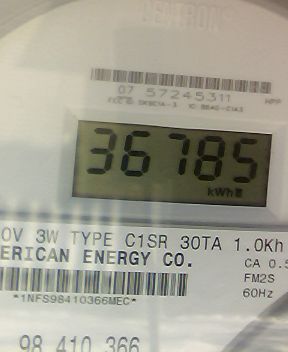 CENTRON
07 57245311
36785
kWh
0V 3W TYPE C1SR 30TA 1.0Kh
ERICAN ENERGY CO.
CA 0.5
FM2S
*1NFS98410366MEC*
60Hz
98 410 366